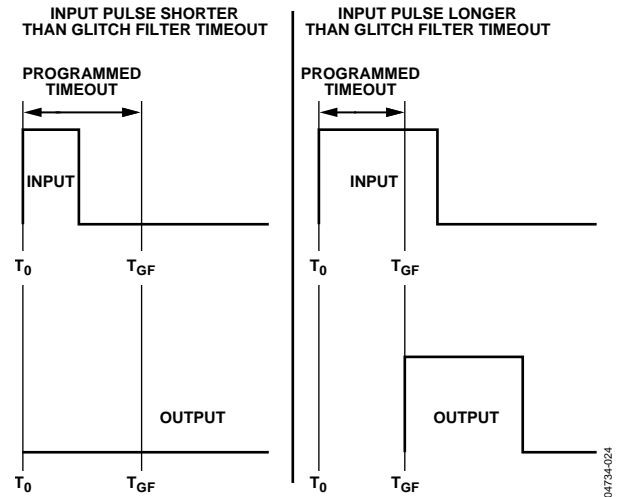 INPUT PULSE SHORTER
THAN GLITCH FILTER TIMEOUT
INPUT PULSE LONGER
THAN GLITCH FILTER TIMEOUT
PROGRAMMED
TIMEOUT
PROGRAMMED
TIMEOUT
INPUT
INPUT
T0
TGF
T0
TGF
OUTPUT
OUTPUT
T0
TGF
T0
TGF
04734-024